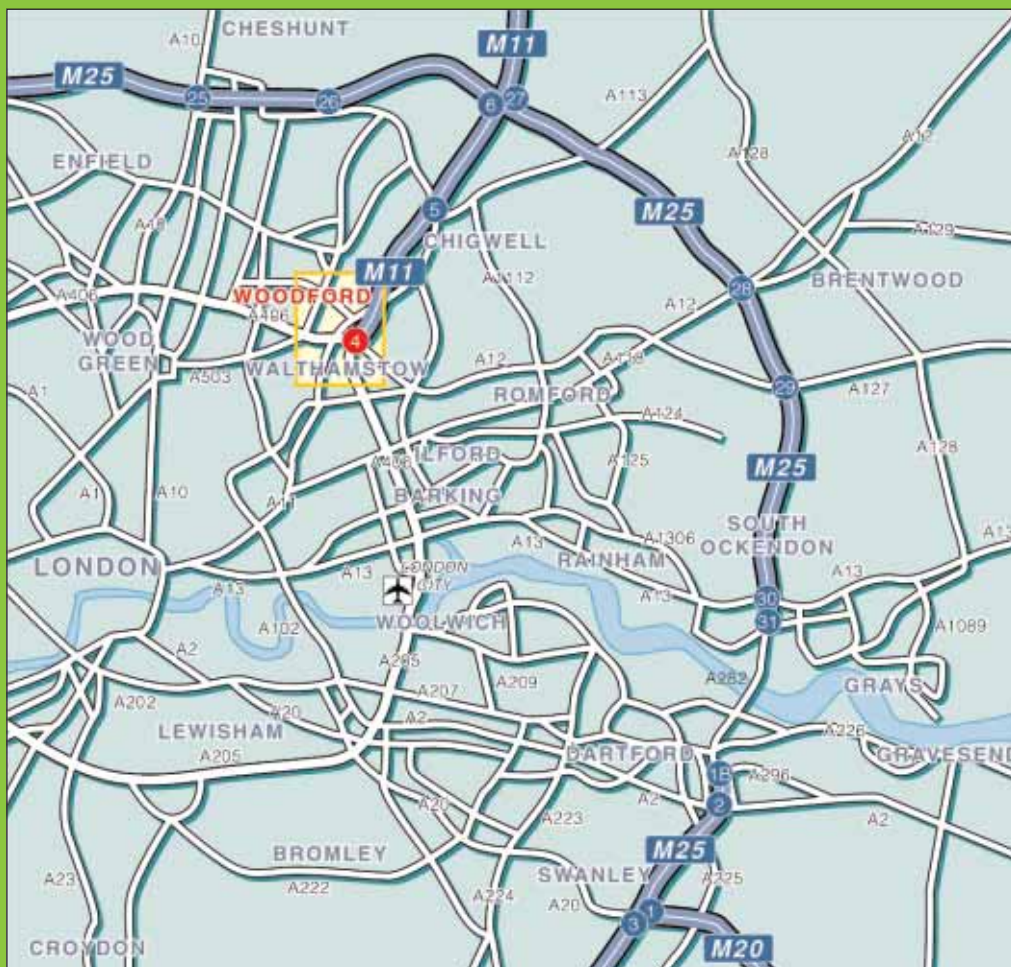 CHESHUNT
A10
M11
M25
25
26
6
27
A113
A12
A128
ENFIELD
5
M25
A10
CHIGWELL
A129
M11
A1112
BRENTWOOD
A406
WOODFORD
28
A12
A406
WOOD
GREEN
4
WALTHAMSTOW
A12
A118
A503
29
A127
A1
ROMFORD
A124
A128
ILFORD
A406
A125
M25
A1
A10
A11
BARKING
SOUTH
OCKENDON
A13
A1306
A13
LONDON
A13
LONDON
CITY
RAINHAM
A13
A13
A13
30
31
WOOLWICH
A102
A1089
A2
A205
A282
GRAYS
A202
A207
A209
A20
A2
LEWISHAM
A226
A205
DARTFORD
GRAVESEND
1B
A296
A20
A2
2
A2
A223
BROMLEY
M25
SWANLEY
A23
A222
A224
A225
A20
1
3
CROYDON
M20